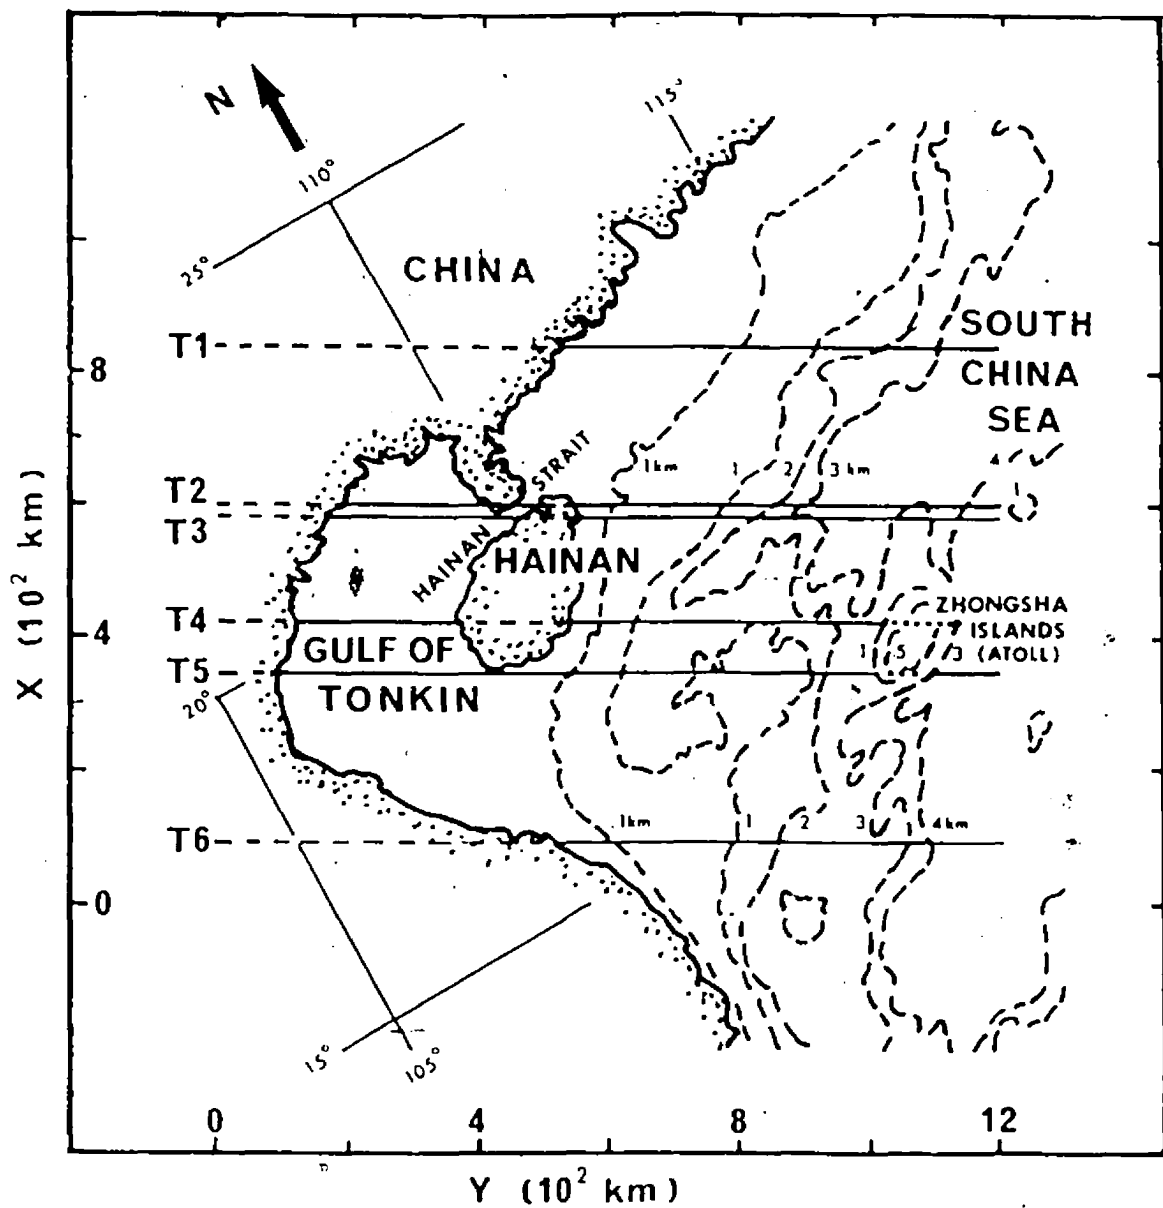 N
115°
110°
25°
CHINA
T1
SOUTH
CHINA
SEA
8
STRAIT
1km
1
2
3 km
4
T2
T3
HAINAN
HAINAN
ZHONGSHA
ISLANDS
(ATOLL)
T4
4
GULF OF
TONKIN
1
5
3
T5
20°
T6
1km
1
2
3
4km
0
15°
105°
0
4
8
12
X (10² km)
Y (10² km)